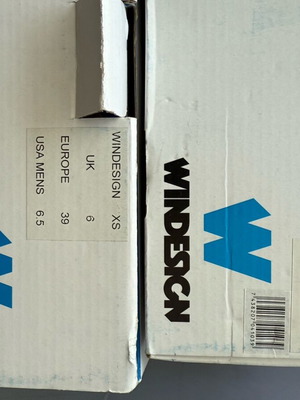 WINDESIGN XS
UK 6
EUROPE 39
USA MENS 6.5
WINDESIGN